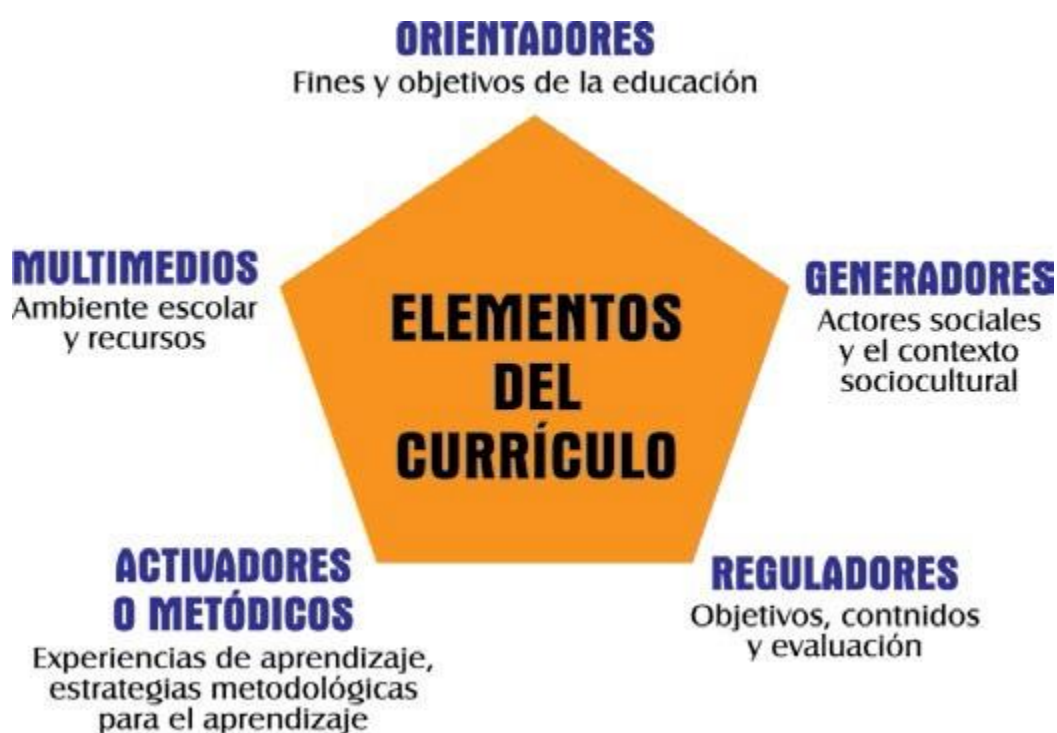 ORIENTADORES
Fines y objetivos de la educación
MULTIMEDIOS
Ambiente escolar
y recursos
GENERADORES
Actores sociales
y el contexto
sociocultural
ELEMENTOS
DEL
CURRÍCULO
ACTIVADORES
O METÓDICOS
Experiencias de aprendizaje,
estrategias metodológicas
para el aprendizaje
REGULADORES
Objetivos, contnidos
y evaluación